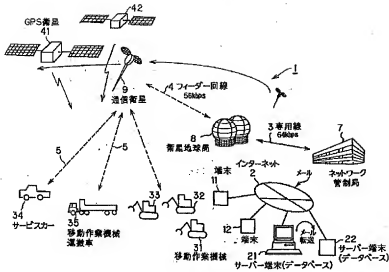 GPS衛星
41
42
1
9
通信衛星
4 フィーダー回線
56kbps
8
衛星地球局
3 専用線
64kbps
7
ネットワーク
管制局
5
5
34
サービスカー
35
移動作業機械
運搬車
33
32
31
移動作業機械
インターネット
2
メール
11
端末
12
端末
メール
転送
21
サーバー端末(データベース)
22
サーバー端末
(データベース)